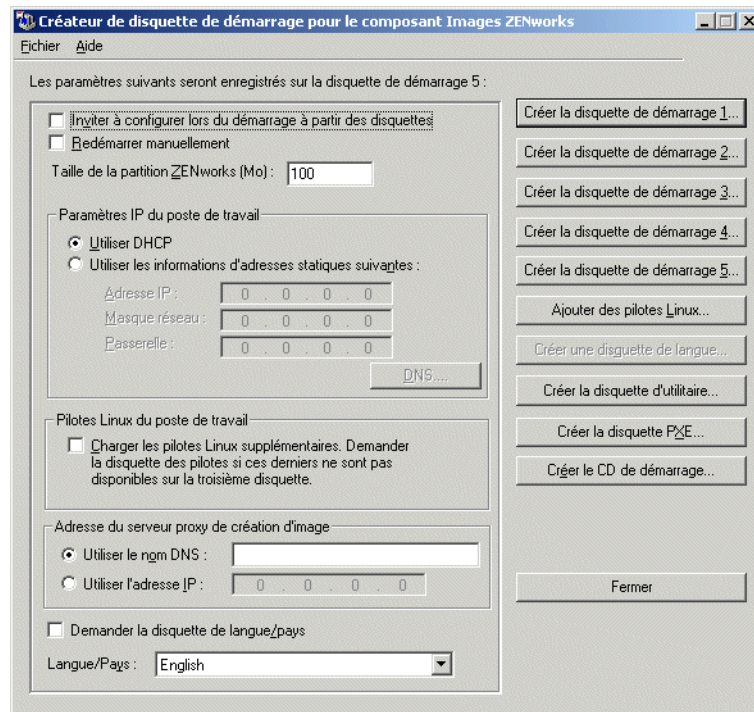 Créateur de disquette de démarrage pour le composant Images ZENworks
Fichier Aide
Les paramètres suivants seront enregistrés sur la disquette de démarrage 5 :
Inviter à configurer lors du démarrage à partir des disquettes
Redémarrer manuellement
Taille de la partition ZENworks (Mo) : 100
Paramètres IP du poste de travail
Utiliser DHCP
Utiliser les informations d'adresses statiques suivantes :
Adresse IP : 0 . 0 . 0 . 0
Masque réseau : 0 . 0 . 0 . 0
Passerelle : 0 . 0 . 0 . 0
DNS....
Pilotes Linux du poste de travail
Charger les pilotes Linux supplémentaires. Demander
la disquette des pilotes si ces derniers ne sont pas
disponibles sur la troisième disquette.
Adresse du serveur proxy de création d'image
Utiliser le nom DNS :
Utiliser l'adresse IP : 0 . 0 . 0 . 0
Demander la disquette de langue/pays
Langue/Pays : English
Créer la disquette de démarrage 1...
Créer la disquette de démarrage 2...
Créer la disquette de démarrage 3...
Créer la disquette de démarrage 4...
Créer la disquette de démarrage 5...
Ajouter des pilotes Linux...
Créer une disquette de langue...
Créer la disquette d'utilitaire...
Créer la disquette PXE...
Créer le CD de démarrage...
Fermer